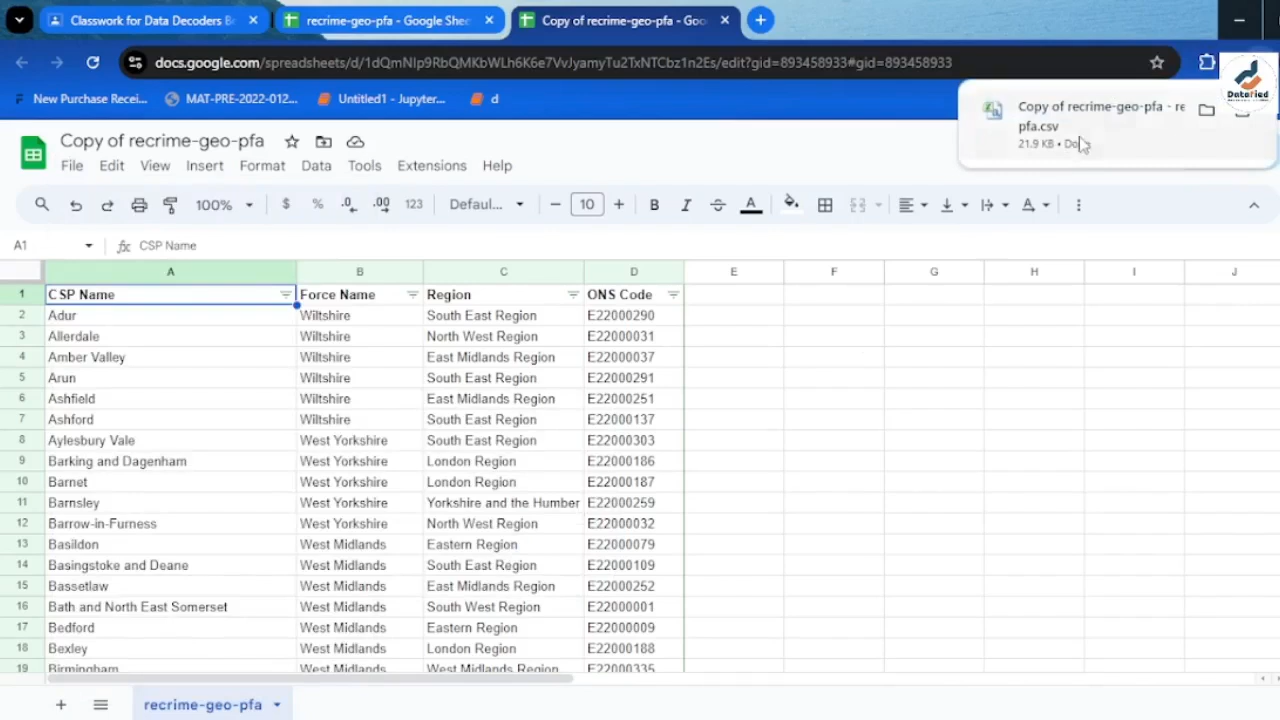 Classwork for Data Decoders B
recrime-geo-pfa - Google Shee
Copy of recrime-geo-pfa - Goo
docs.google.com/spreadsheets/d/1dQmNIp9RbQMKbWLh6K6e7VvJyamyTu2TxNTCbz1n2Es/edit?gid=893458933#gid=893458933
New Purchase Recei...
MAT-PRE-2022-012...
Untitled1 - Jupyter...
d
DataFied
Copy of recrime-geo-pfa - re
pfa.csv
21.9 KB • Do
Copy of recrime-geo-pfa
File Edit View Insert Format Data Tools Extensions Help
100% $ % .0 .00 123 Defaul... 10 B I A
A1 fx CSP Name
A B C D E F G H I J
1 CSP Name Force Name Region ONS Code
2 Adur Wiltshire South East Region E22000290
3 Allerdale Wiltshire North West Region E22000031
4 Amber Valley Wiltshire East Midlands Region E22000037
5 Arun Wiltshire South East Region E22000291
6 Ashfield Wiltshire East Midlands Region E22000251
7 Ashford Wiltshire South East Region E22000137
8 Aylesbury Vale West Yorkshire South East Region E22000303
9 Barking and Dagenham West Yorkshire London Region E22000186
10 Barnet West Yorkshire London Region E22000187
11 Barnsley West Yorkshire Yorkshire and the Humber E22000259
12 Barrow-in-Furness West Yorkshire North West Region E22000032
13 Basildon West Midlands Eastern Region E22000079
14 Basingstoke and Deane West Midlands South East Region E22000109
15 Bassetlaw West Midlands East Midlands Region E22000252
16 Bath and North East Somerset West Midlands South West Region E22000001
17 Bedford West Midlands Eastern Region E22000009
18 Bexley West Midlands London Region E22000188
19 Birmingham West Midlands West Midlands Region E22000335
recrime-geo-pfa